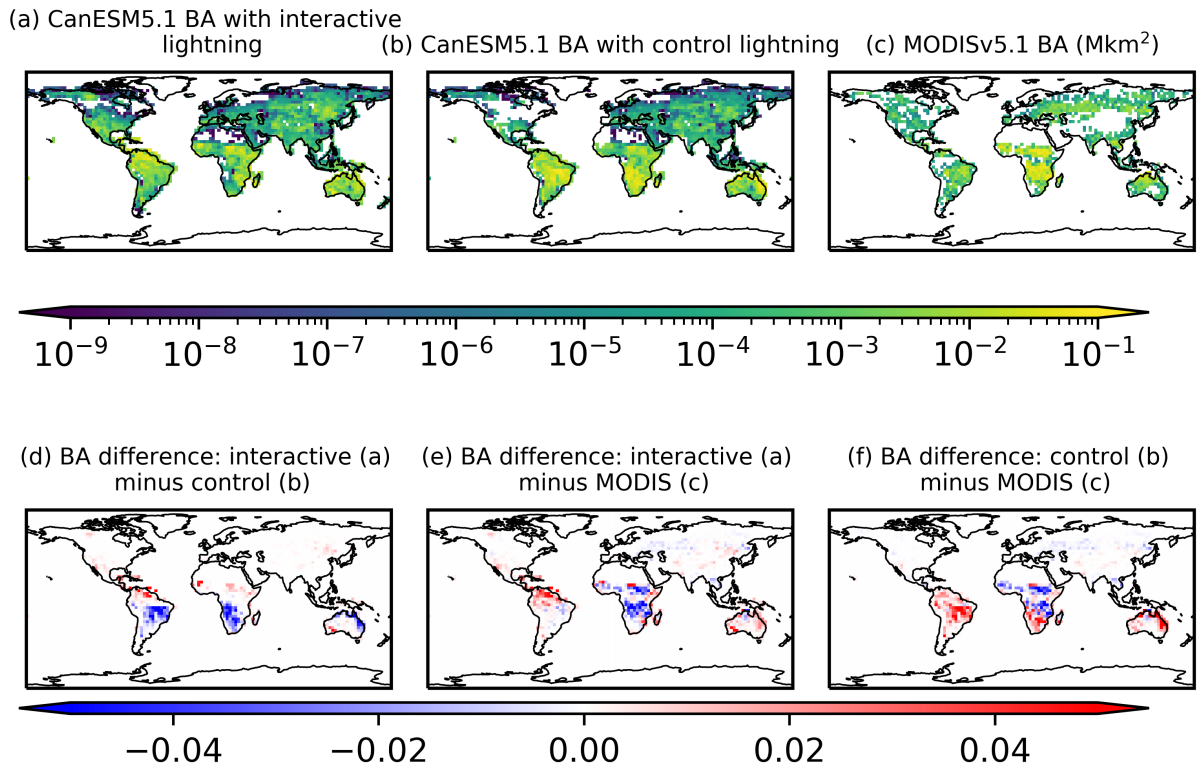 (a) CanESM5.1 BA with interactive
lightning
(b) CanESM5.1 BA with control lightning
(c) MODISv5.1 BA (Mkm²)
10⁻⁹ 10⁻⁸ 10⁻⁷ 10⁻⁶ 10⁻⁵ 10⁻⁴ 10⁻³ 10⁻² 10⁻¹
(d) BA difference: interactive (a)
minus control (b)
(e) BA difference: interactive (a)
minus MODIS (c)
(f) BA difference: control (b)
minus MODIS (c)
−0.04 −0.02 0.00 0.02 0.04